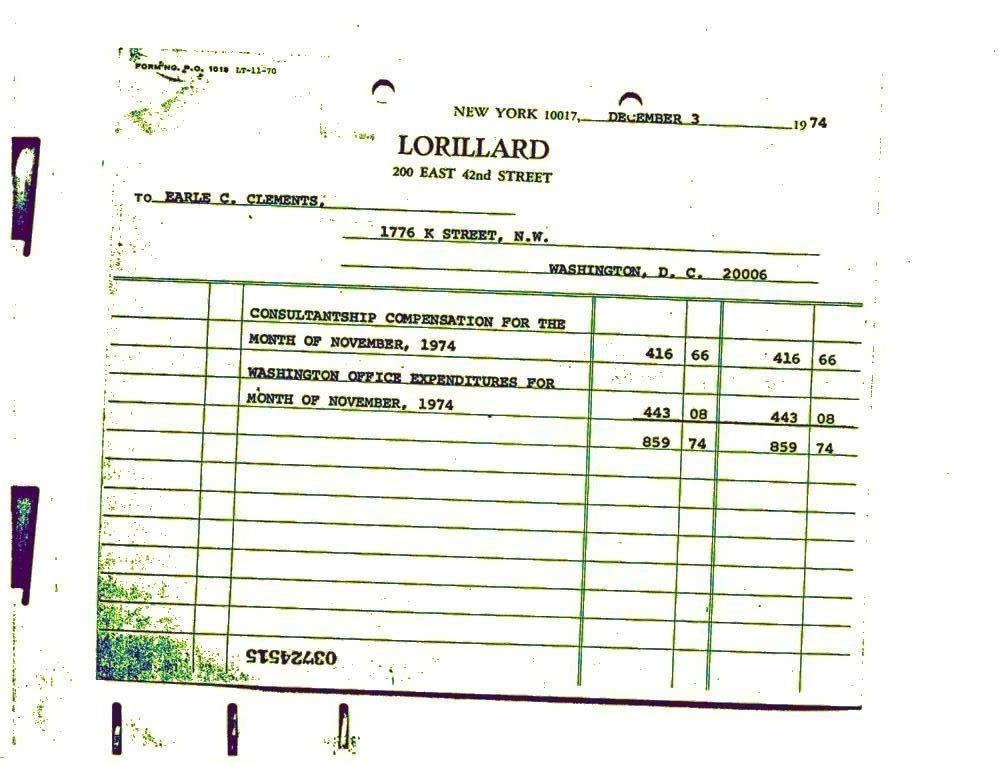 FORM NO. P.O. 1018 LT-11-70
NEW YORK 10017, DECEMBER 3 1974
LORILLARD
200 EAST 42nd STREET
TO EARLE C. CLEMENTS,
1776 K STREET, N.W.
WASHINGTON, D. C. 20006
CONSULTANTSHIP COMPENSATION FOR THE
MONTH OF NOVEMBER, 1974 416 66 416 66
WASHINGTON OFFICE EXPENDITURES FOR
MONTH OF NOVEMBER, 1974 443 08 443 08
859 74 859 74
03724515